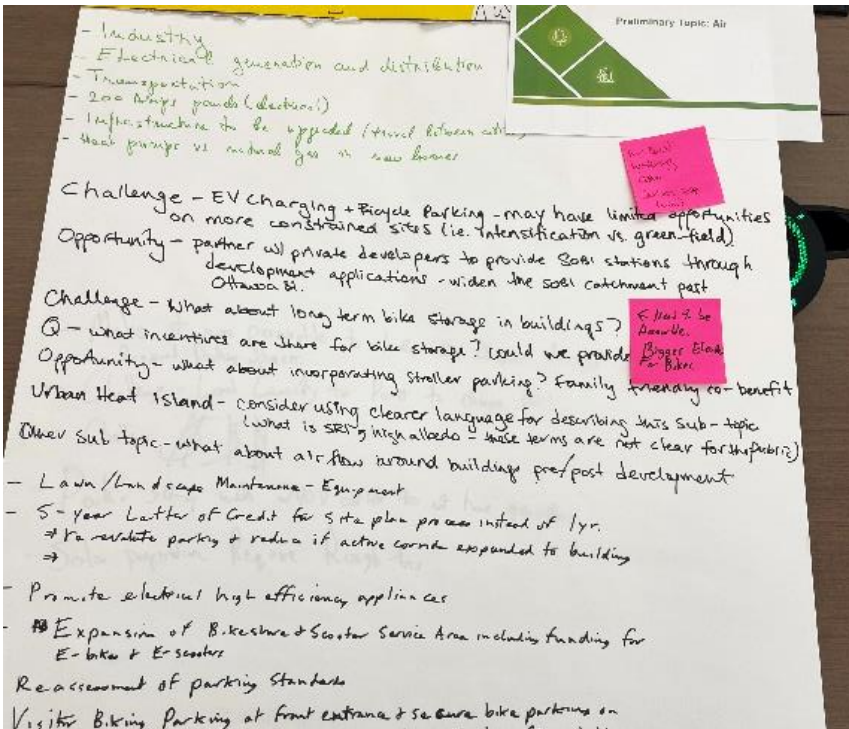 Preliminary Topic: Air
- Industry
- Electrical generation and distribution
- Transportation
- 200 Amps panels (electrical)
- Infrastructure to be upgraded (travel between
- Heat pumps vs natural gas in new homes
Challenge - EV Charging + Bicycle Parking - may have limited opportunities
on more constrained sites (ie. intensification vs. green-field)
Opportunity - partner w/ private developers to provide SoBi stations through
development applications - widen the SoBi catchment past
Ottawa St.
Challenge - What about long term bike storage in buildings?
Q - what incentives are there for bike storage? Could we provide
Bigger
For Bikes
Opportunity - what about incorporating stroller parking? Family friendly co-benefit
Urban Heat Island - consider using clearer language for describing this sub-topic
(what is SRI, high albedo - these terms are not clear for the public)
Other sub topic - what about air flow around buildings pre/post development
- Lawn/Landscape Maintenance - Equipment
- 5-year Letter of Credit for Site plan process instead of 1yr.
⇒ re-evaluate parking & reduce if active corridor expanded to building
⇒
- Promote electrical high efficiency appliances
- Expansion of Bikeshare & Scooter Service Area including funding for
E-bikes & E-scooters
Re-assessment of parking Standards
Visitor Biking Parking at front entrance & secure bike parking on